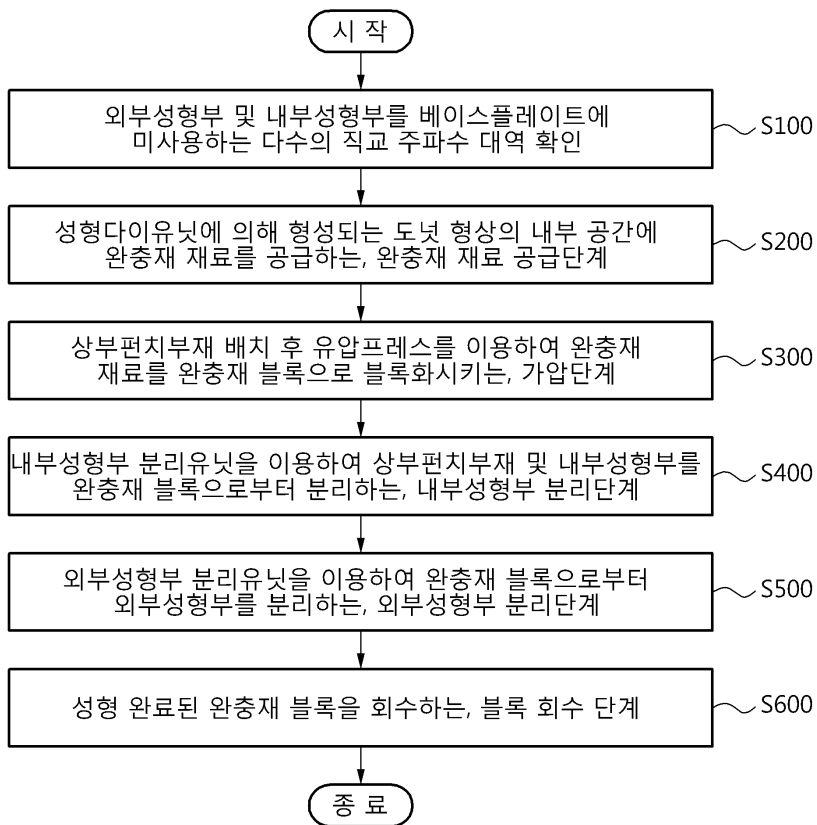 시 작
외부성형부 및 내부성형부를 베이스플레이트에
미사용하는 다수의 직교 주파수 대역 확인
S100
성형다이유닛에 의해 형성되는 도넛 형상의 내부 공간에
완충재 재료를 공급하는, 완충재 재료 공급단계
S200
상부펀치부재 배치 후 유압프레스를 이용하여 완충재
재료를 완충재 블록으로 블록화시키는, 가압단계
S300
내부성형부 분리유닛을 이용하여 상부펀치부재 및 내부성형부를
완충재 블록으로부터 분리하는, 내부성형부 분리단계
S400
외부성형부 분리유닛을 이용하여 완충재 블록으로부터
외부성형부를 분리하는, 외부성형부 분리단계
S500
성형 완료된 완충재 블록을 회수하는, 블록 회수 단계
S600
종 료